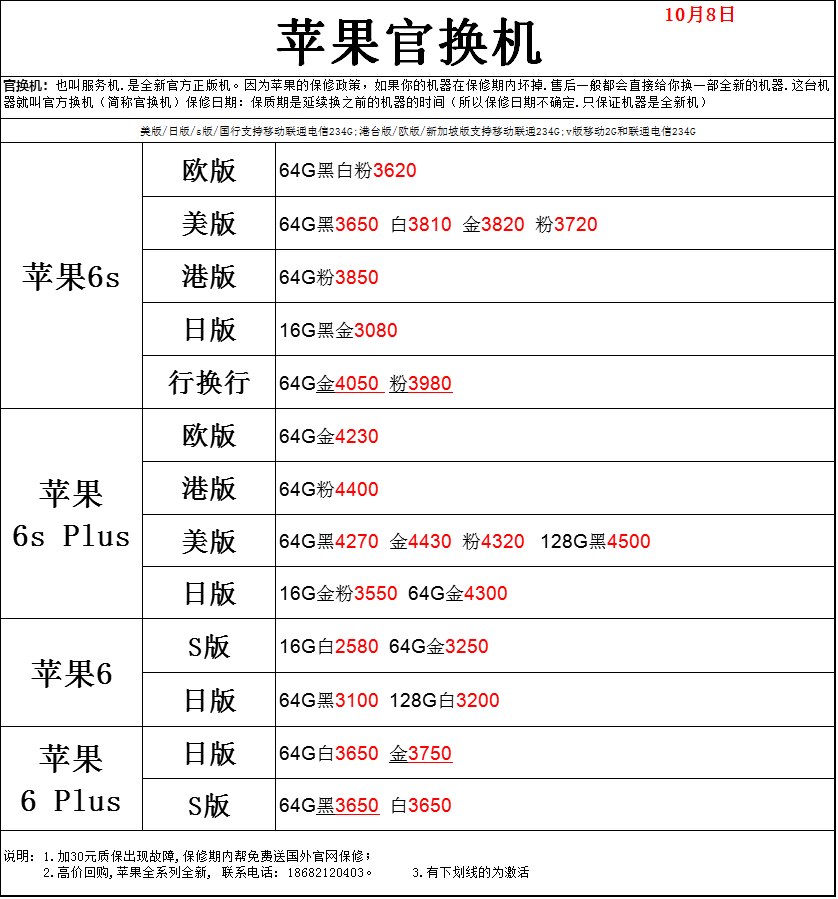 10月8日
苹果官换机
官换机：也叫服务机.是全新官方正版机。因为苹果的保修政策，如果你的机器在保修期内坏掉.售后一般都会直接给你换一部全新的机器.这台机
器就叫官方换机（简称官换机）保修日期：保质期是延续换之前的机器的时间（所以保修日期不确定.只保证机器是全新机）
美版/日版/s版/国行支持移动联通电信234G;港台版/欧版/新加坡版支持移动联通234G;v版移动2G和联通电信234G
苹果6s
欧版 64G黑白粉3620
美版 64G黑3650 白3810 金3820 粉3720
港版 64G粉3850
日版 16G黑金3080
行换行 64G金4050 粉3980
苹果
6s Plus
欧版 64G金4230
港版 64G粉4400
美版 64G黑4270 金4430 粉4320 128G黑4500
日版 16G金粉3550 64G金4300
苹果6
S版 16G白2580 64G金3250
日版 64G黑3100 128G白3200
苹果
6 Plus
日版 64G白3650 金3750
S版 64G黑3650 白3650
说明：1.加30元质保出现故障,保修期内帮免费送国外官网保修;
2.高价回购,苹果全系列全新, 联系电话: 18682120403。 3.有下划线的为激活